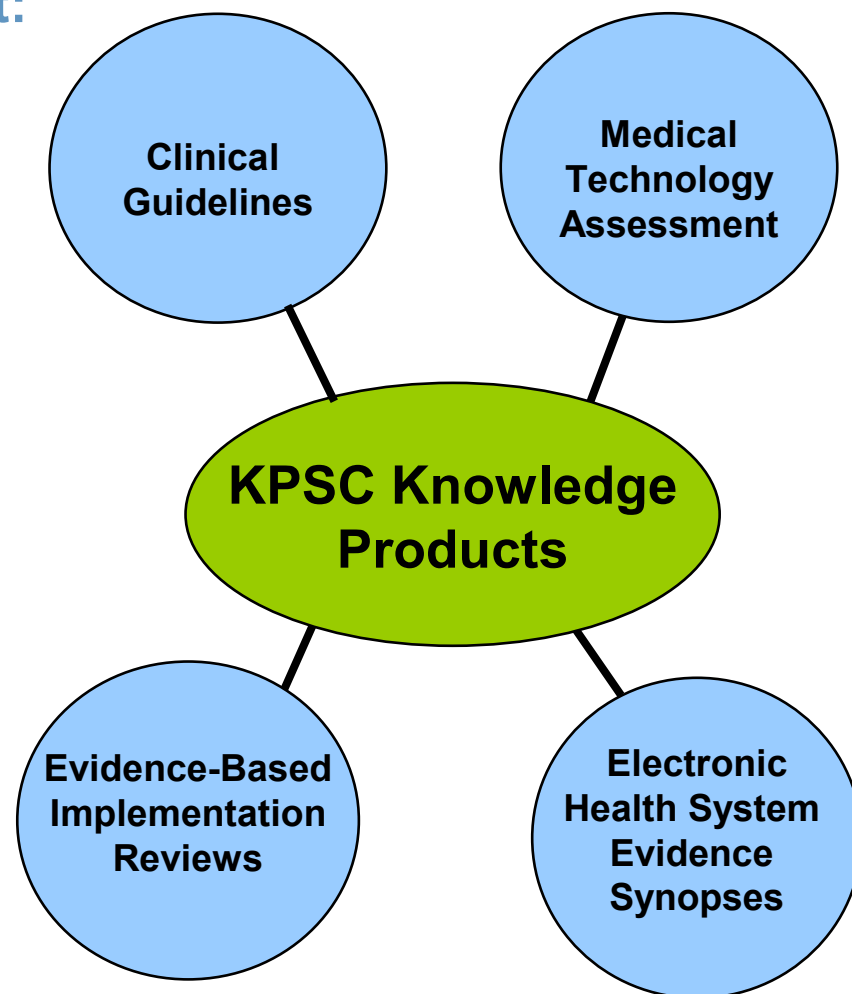 t:
Clinical
Guidelines
Medical
Technology
Assessment
KPSC Knowledge
Products
Evidence-Based
Implementation
Reviews
Electronic
Health System
Evidence
Synopses